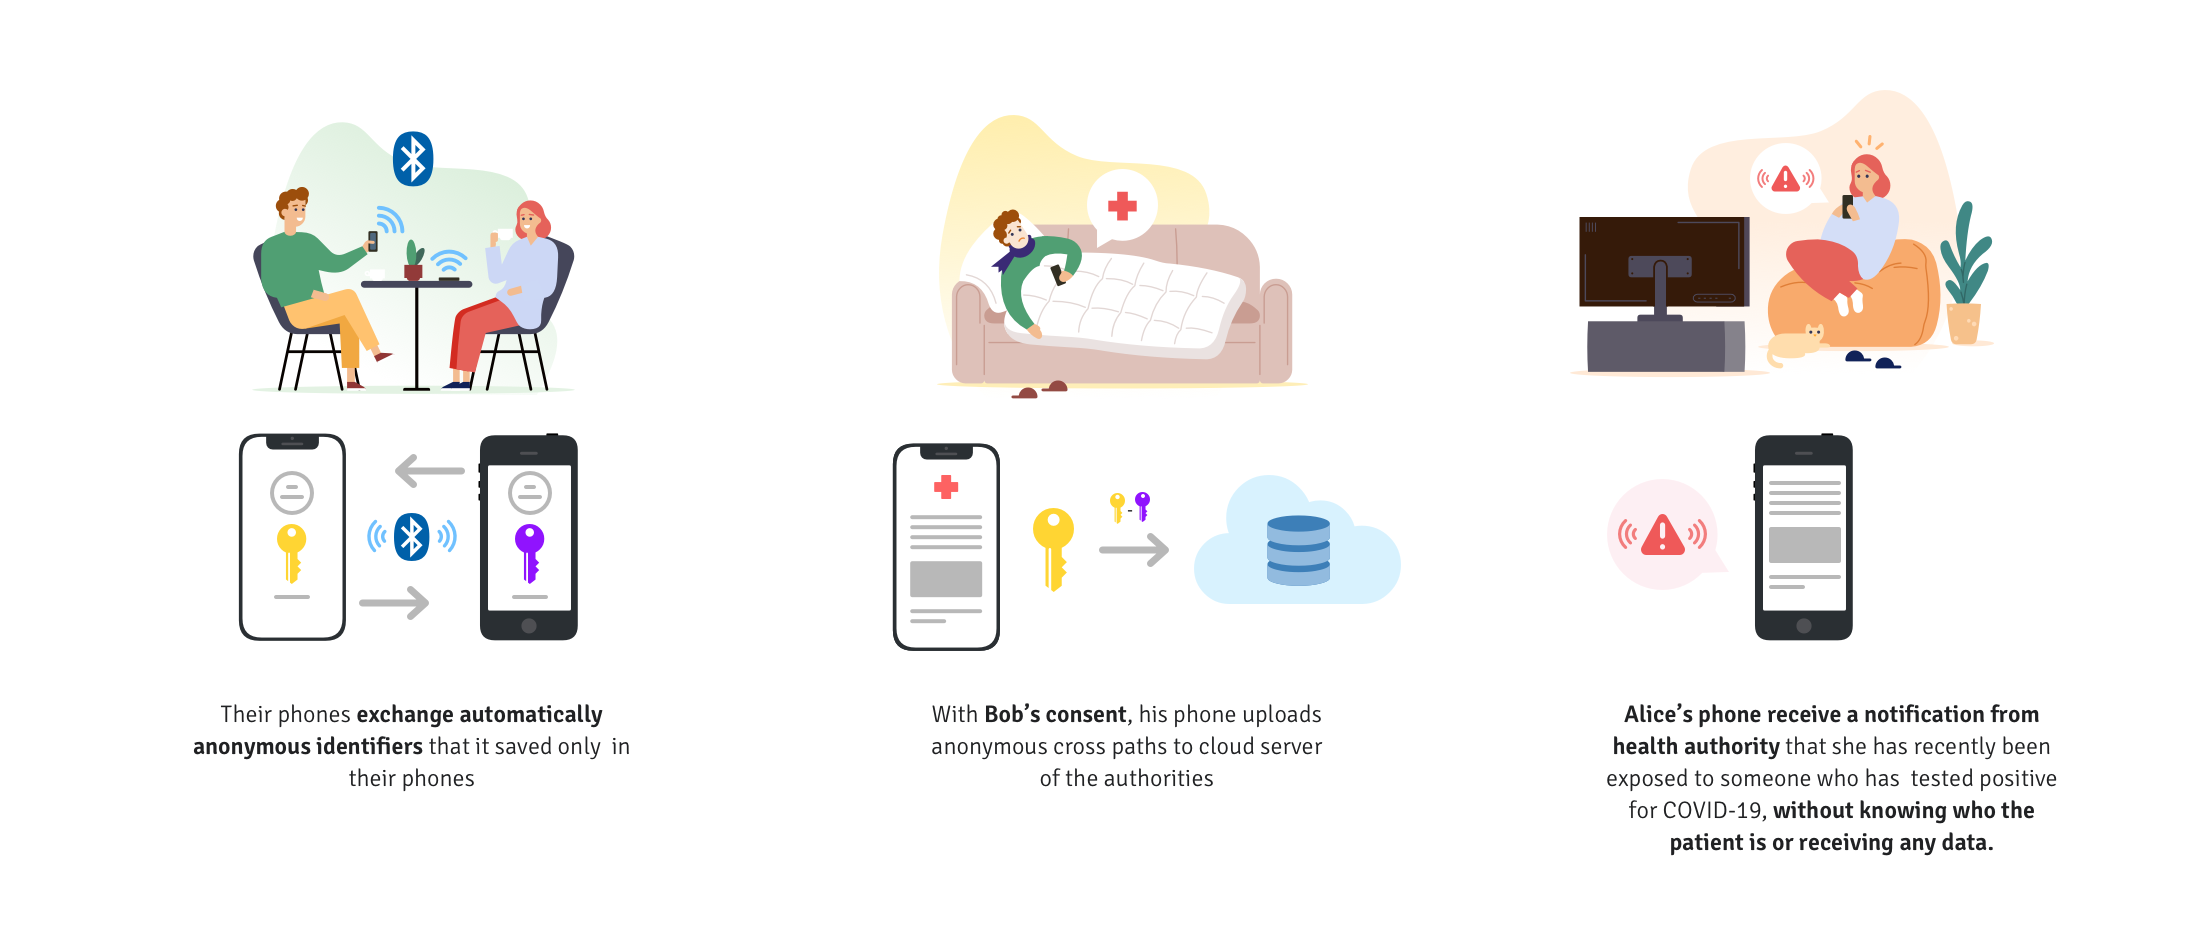 Their phones exchange automatically
anonymous identifiers that it saved only in
their phones
With Bob’s consent, his phone uploads
anonymous cross paths to cloud server
of the authorities
Alice’s phone receive a notification from
health authority that she has recently been
exposed to someone who has tested positive
for COVID-19, without knowing who the
patient is or receiving any data.